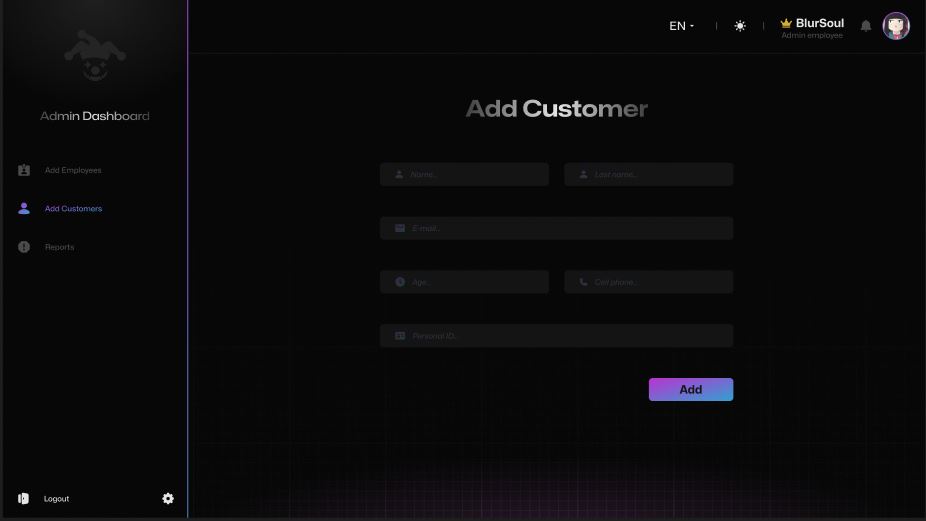 EN
BlurSoul
Admin employee
Admin Dashboard
Add Customer
Add Employees
Name...
Last name...
Add Customers
E-mail...
Reports
Age...
Cell phone...
Personal ID...
Add
Logout